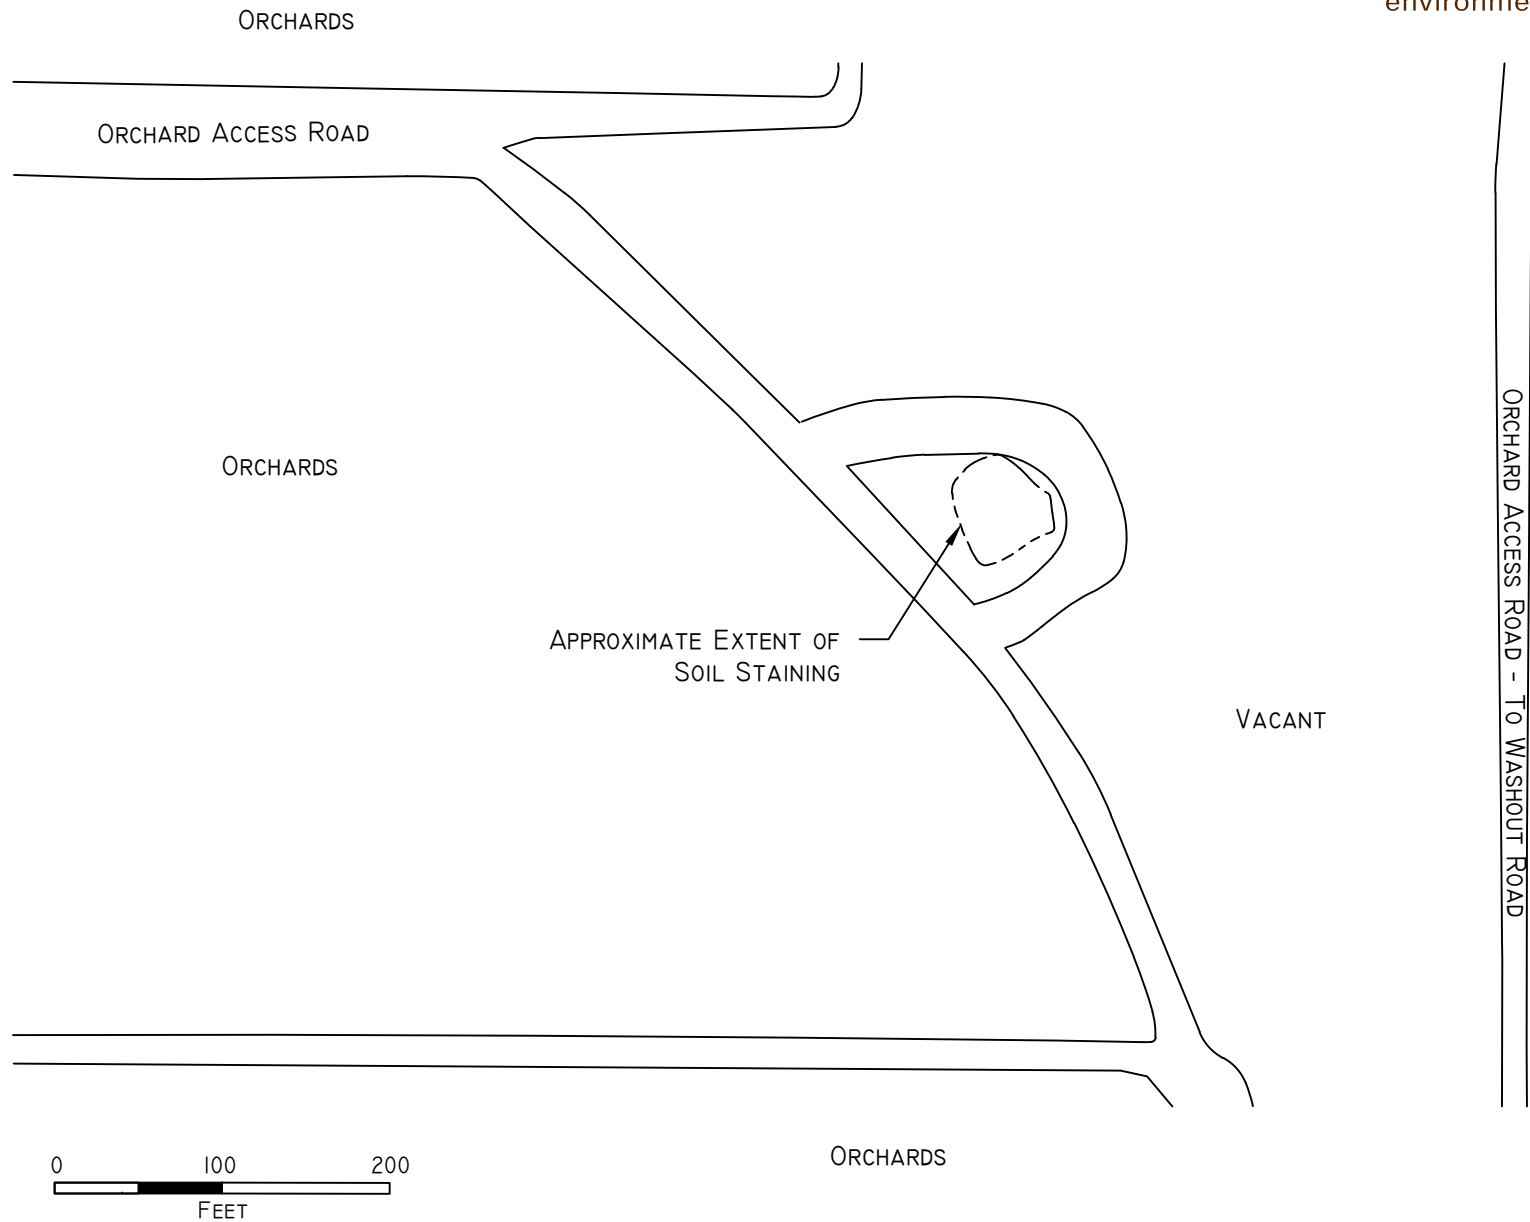 ORCHARDS
ORCHARD ACCESS ROAD
ORCHARDS
APPROXIMATE EXTENT OF
SOIL STAINING
VACANT
ORCHARD ACCESS ROAD - TO WASHOUT ROAD
ORCHARDS
0 100 200
FEET